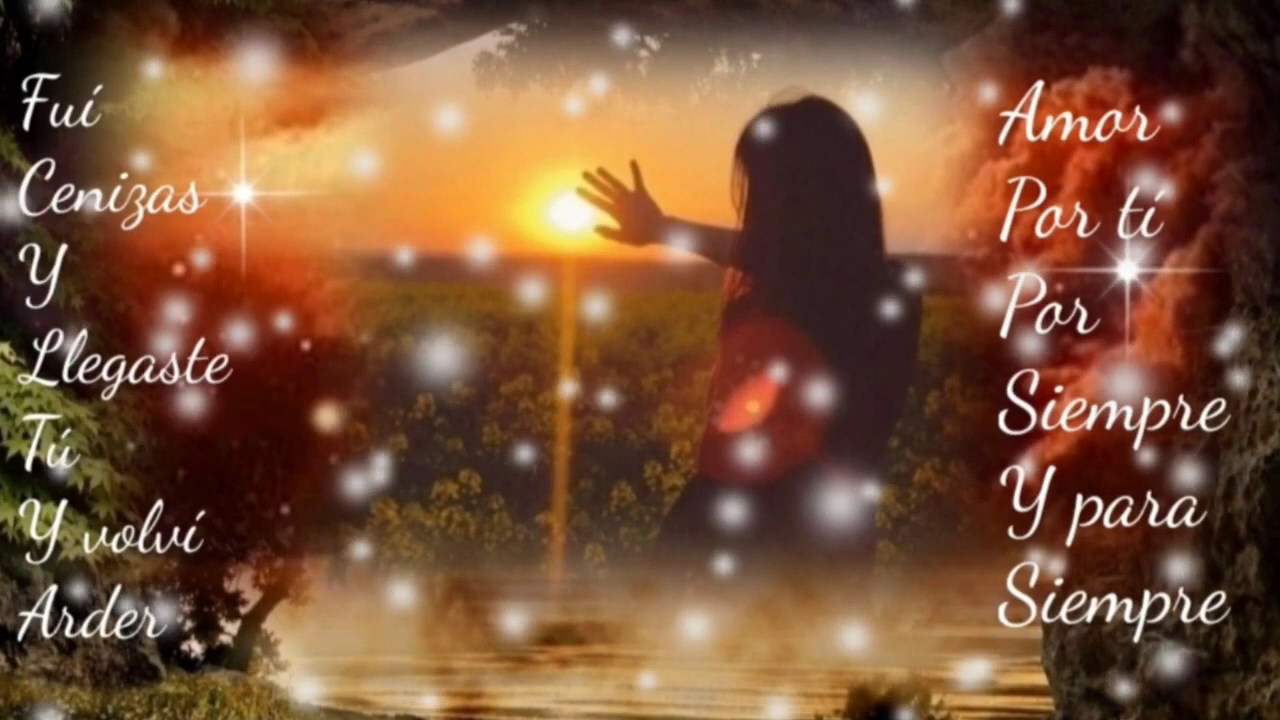 Fuí
Cenizas
Y
Llegaste
Tú
Y volví
Arder
Amor
Por tí
Por
Siempre
Y para
Siempre